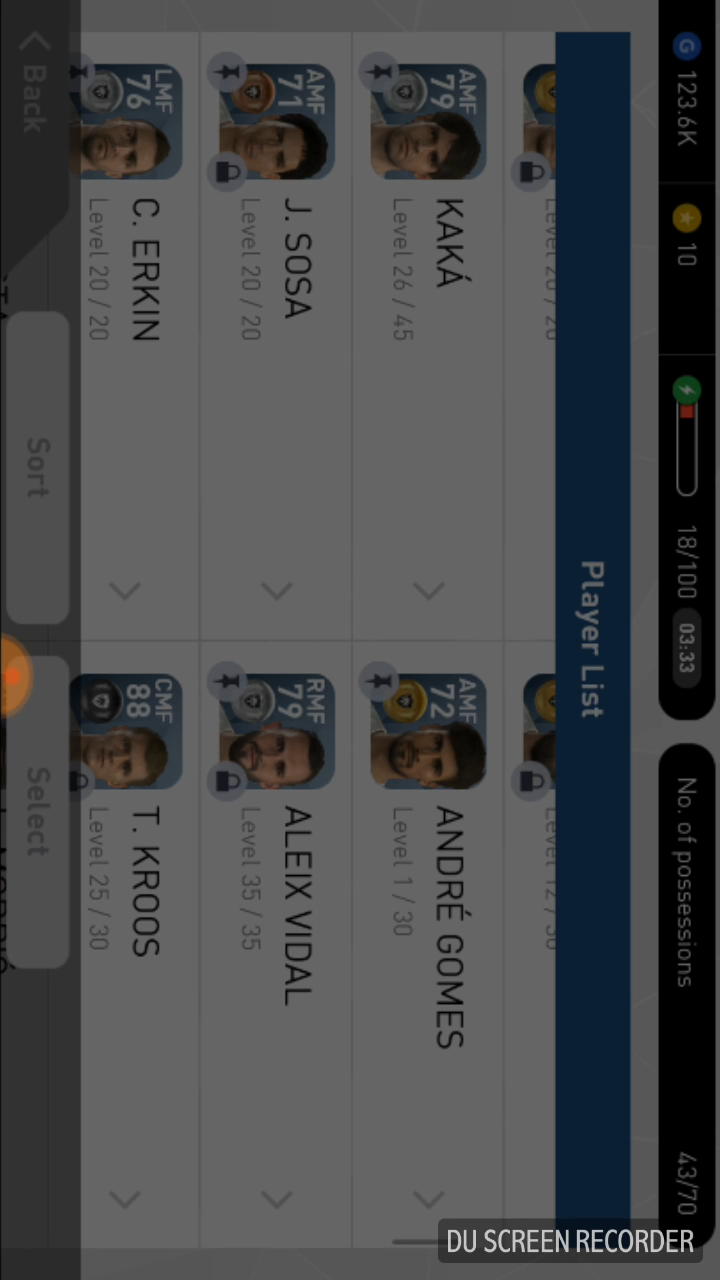 123.6K
10
18/100
03:33
No. of possessions
43/70
Player List
AMF
79
KAKÁ
Level 26 / 45
AMF
72
ANDRÉ GOMES
Level 1 / 30
AMF
71
J. SOSA
Level 20 / 20
RMF
79
ALEIX VIDAL
Level 35 / 35
LMF
76
C. ERKIN
Level 20 / 20
CMF
88
T. KROOS
Level 25 / 30
Back
Sort
Select
DU SCREEN RECORDER